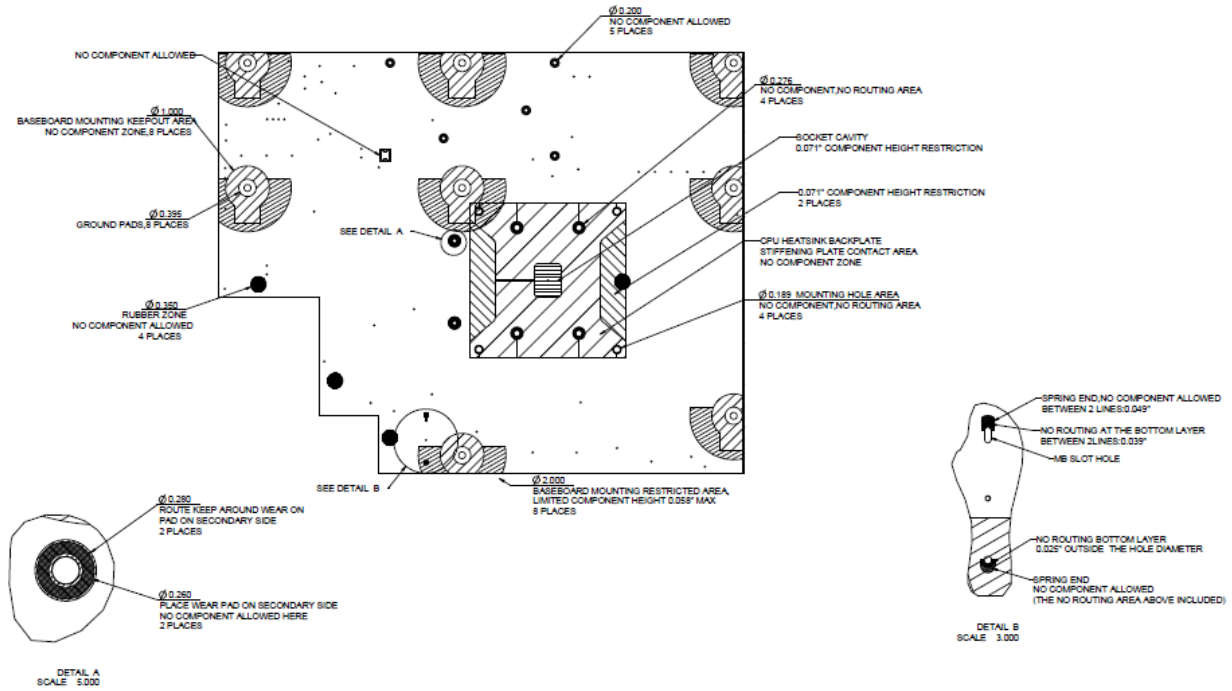 Ø 0.200
NO COMPONENT ALLOWED
5 PLACES
NO COMPONENT ALLOWED
Ø 1.000
BASEBOARD MOUNTING KEEPOUT AREA
NO COMPONENT ZONE,8 PLACES
Ø 0.395
GROUND PADS,8 PLACES
Ø 0.350
RUBBER ZONE
NO COMPONENT ALLOWED
4 PLACES
SEE DETAIL A
SEE DETAIL B
Ø 0.276
NO COMPONENT,NO ROUTING AREA
4 PLACES
SOCKET CAVITY
0.071" COMPONENT HEIGHT RESTRICTION
0.071" COMPONENT HEIGHT RESTRICTION
2 PLACES
CPU HEATSINK BACKPLATE
STIFFENING PLATE CONTACT AREA
NO COMPONENT ZONE
Ø 0.189 MOUNTING HOLE AREA
NO COMPONENT,NO ROUTING AREA
4 PLACES
Ø 2.000
BASEBOARD MOUNTING RESTRICTED AREA,
LIMITED COMPONENT HEIGHT 0.058" MAX
8 PLACES
Ø 0.280
ROUTE KEEP AROUND WEAR ON
PAD ON SECONDARY SIDE
2 PLACES
Ø 0.260
PLACE WEAR PAD ON SECONDARY SIDE
NO COMPONENT ALLOWED HERE
2 PLACES
DETAIL A
SCALE 5.000
SPRING END,NO COMPONENT ALLOWED
BETWEEN 2 LINES:0.049"
NO ROUTING AT THE BOTTOM LAYER
BETWEEN 2LINES:0.039"
MB SLOT HOLE
NO ROUTING BOTTOM LAYER
0.025" OUTSIDE THE HOLE DIAMETER
SPRING END
NO COMPONENT ALLOWED
(THE NO ROUTING AREA ABOVE INCLUDED)
DETAIL B
SCALE 3.000